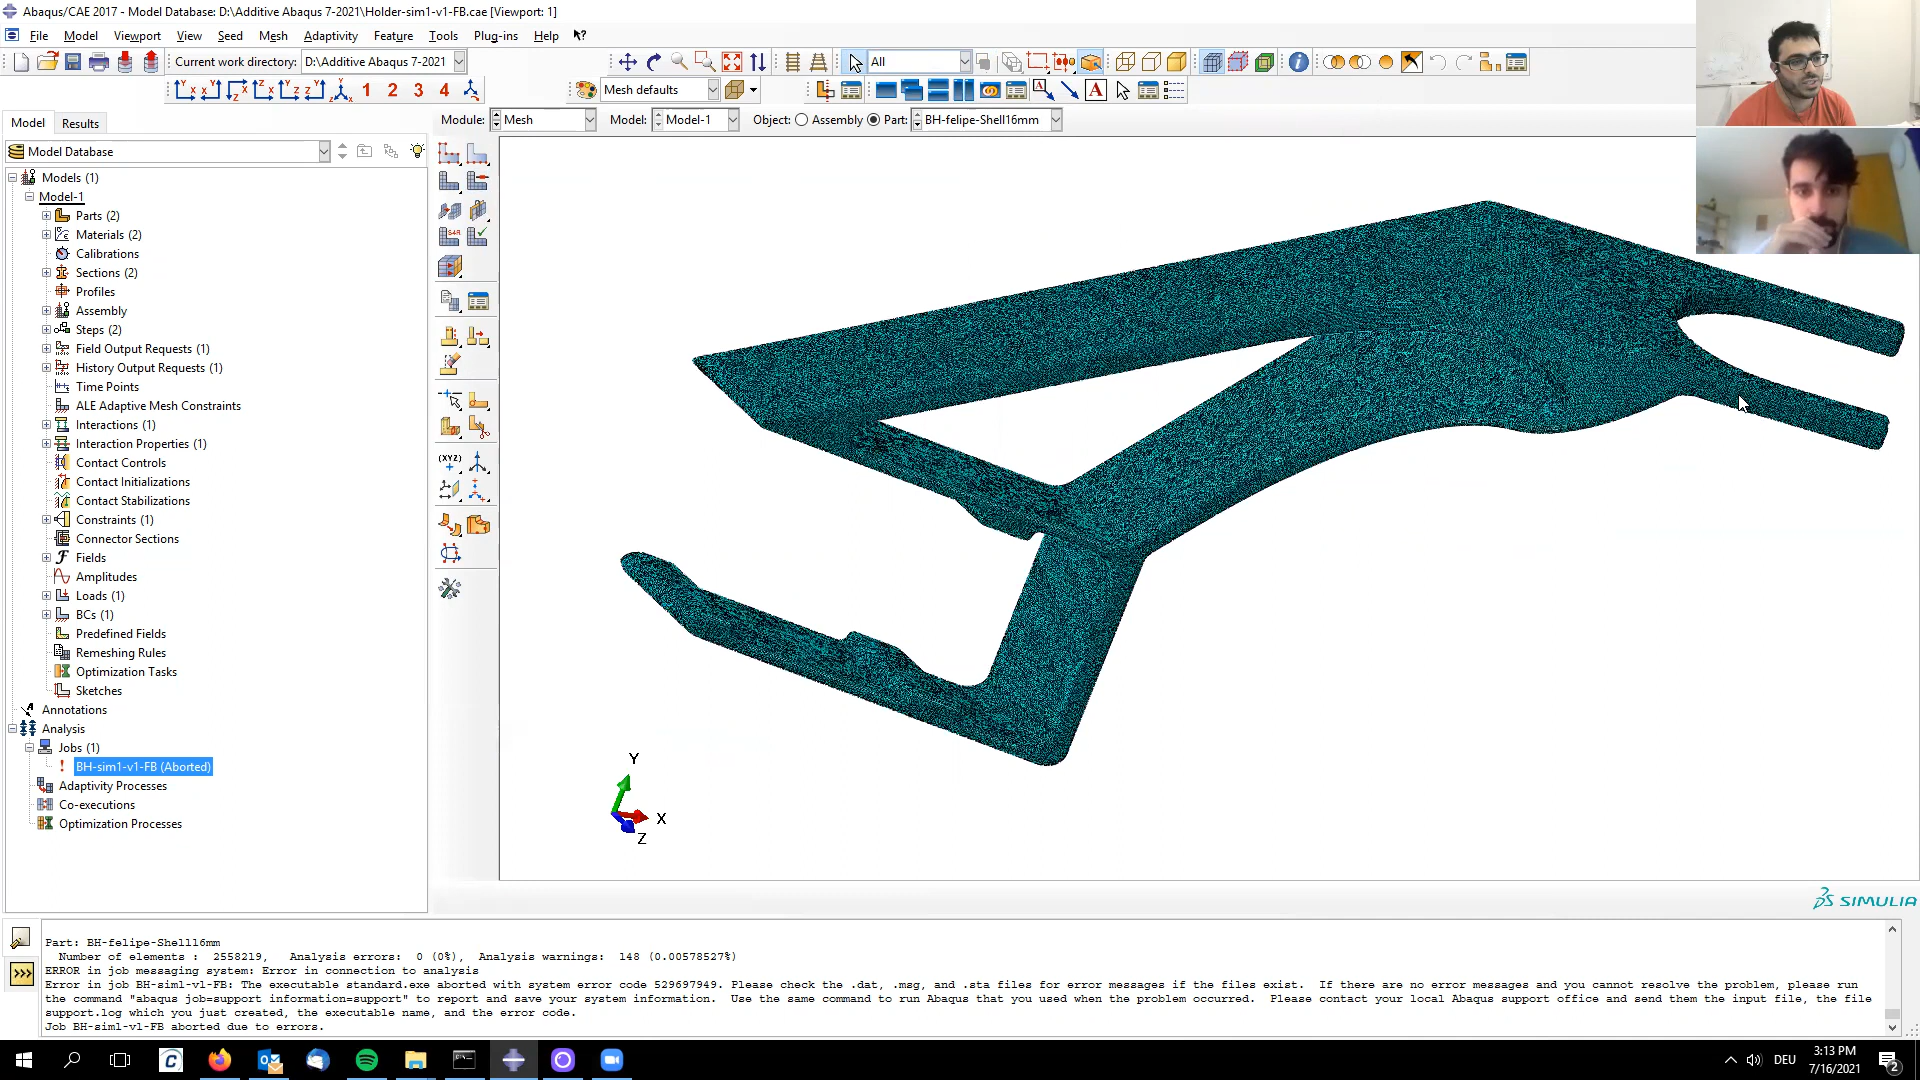 Abaqus/CAE 2017 - Model Database: D:\Additive Abaqus 7-2021\Holder-sim1-v1-FB.cae [Viewport: 1]
File Model Viewport View Seed Mesh Adaptivity Feature Tools Plug-ins Help
Current work directory: D:\Additive Abaqus 7-2021
All
1 2 3 4
Mesh defaults
Module: Mesh Model: Model-1 Object: Assembly Part: BH-felipe-Shell16mm
Model Results
Model Database
Models (1)
Model-1
Parts (2)
Materials (2)
Calibrations
Sections (2)
Profiles
Assembly
Steps (2)
Field Output Requests (1)
History Output Requests (1)
Time Points
ALE Adaptive Mesh Constraints
Interactions (1)
Interaction Properties (1)
Contact Controls
Contact Initializations
Contact Stabilizations
Constraints (1)
Connector Sections
Fields
Amplitudes
Loads (1)
BCs (1)
Predefined Fields
Remeshing Rules
Optimization Tasks
Sketches
Annotations
Analysis
Jobs (1)
BH-sim1-v1-FB (Aborted)
Adaptivity Processes
Co-executions
Optimization Processes
(XYZ)
Y
X
Z
SIMULIA
Part: BH-felipe-Shell16mm
Number of elements : 2558219, Analysis errors: 0 (0%), Analysis warnings: 148 (0.00578527%)
ERROR in job messaging system: Error in connection to analysis
Error in job BH-sim1-v1-FB: The executable standard.exe aborted with system error code 529697949. Please check the .dat, .msg, and .sta files for error messages if the files exist. If there are no error messages and you cannot resolve the problem, please run
the command "abaqus job=support information=support" to report and save your system information. Use the same command to run Abaqus that you used when the problem occurred. Please contact your local Abaqus support office and send them the input file, the file
support.log which you just created, the executable name, and the error code.
Job BH-sim1-v1-FB aborted due to errors.
DEU
3:13 PM
7/16/2021
2